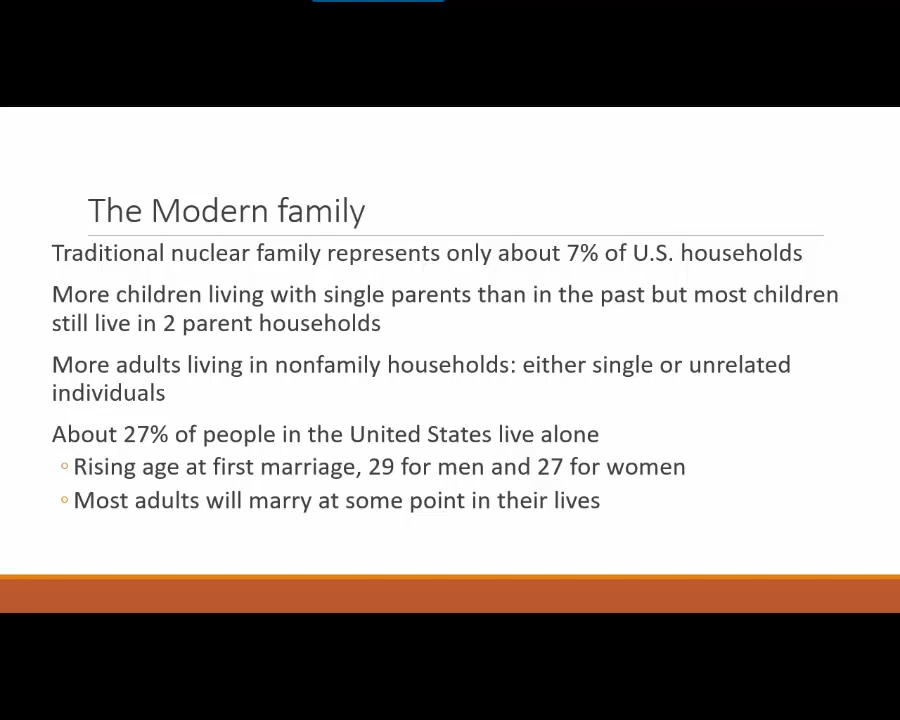 The Modern family
Traditional nuclear family represents only about 7% of U.S. households
More children living with single parents than in the past but most children
still live in 2 parent households
More adults living in nonfamily households: either single or unrelated
individuals
About 27% of people in the United States live alone
◦ Rising age at first marriage, 29 for men and 27 for women
◦ Most adults will marry at some point in their lives